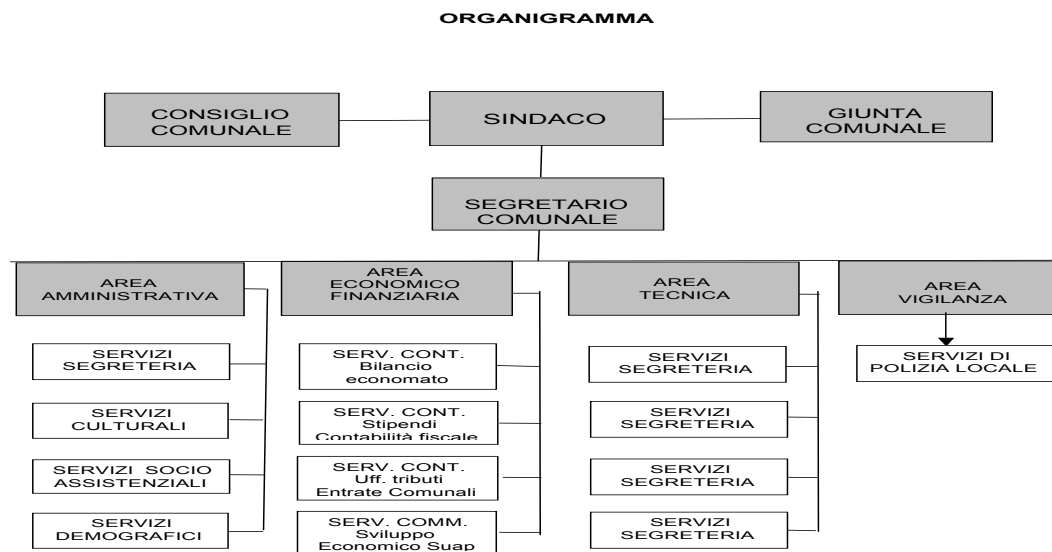 ORGANIGRAMMA
CONSIGLIO
COMUNALE
SINDACO
GIUNTA
COMUNALE
SEGRETARIO
COMUNALE
AREA
AMMINISTRATIVA
SERVIZI
SEGRETERIA
SERVIZI
CULTURALI
SERVIZI SOCIO
ASSISTENZIALI
SERVIZI
DEMOGRAFICI
AREA
ECONOMICO
FINANZIARIA
SERV. CONT.
Bilancio
economato
SERV. CONT.
Stipendi
Contabilità fiscale
SERV. CONT.
Uff. tributi
Entrate Comunali
SERV. COMM.
Sviluppo
Economico Suap
AREA
TECNICA
SERVIZI
SEGRETERIA
SERVIZI
SEGRETERIA
SERVIZI
SEGRETERIA
SERVIZI
SEGRETERIA
AREA
VIGILANZA
SERVIZI DI
POLIZIA LOCALE